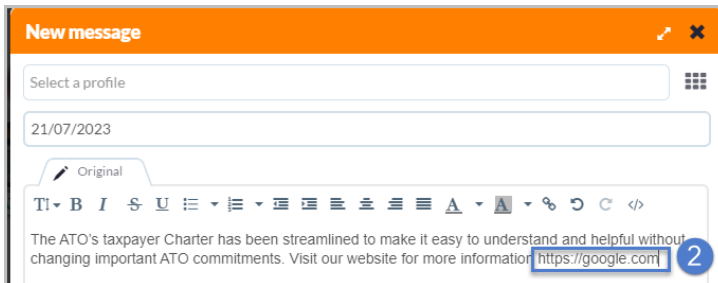 New message
Select a profile
21/07/2023
Original
TI B I S U A A </>
The ATO's taxpayer Charter has been streamlined to make it easy to understand and helpful without
changing important ATO commitments. Visit our website for more information https://google.com
2